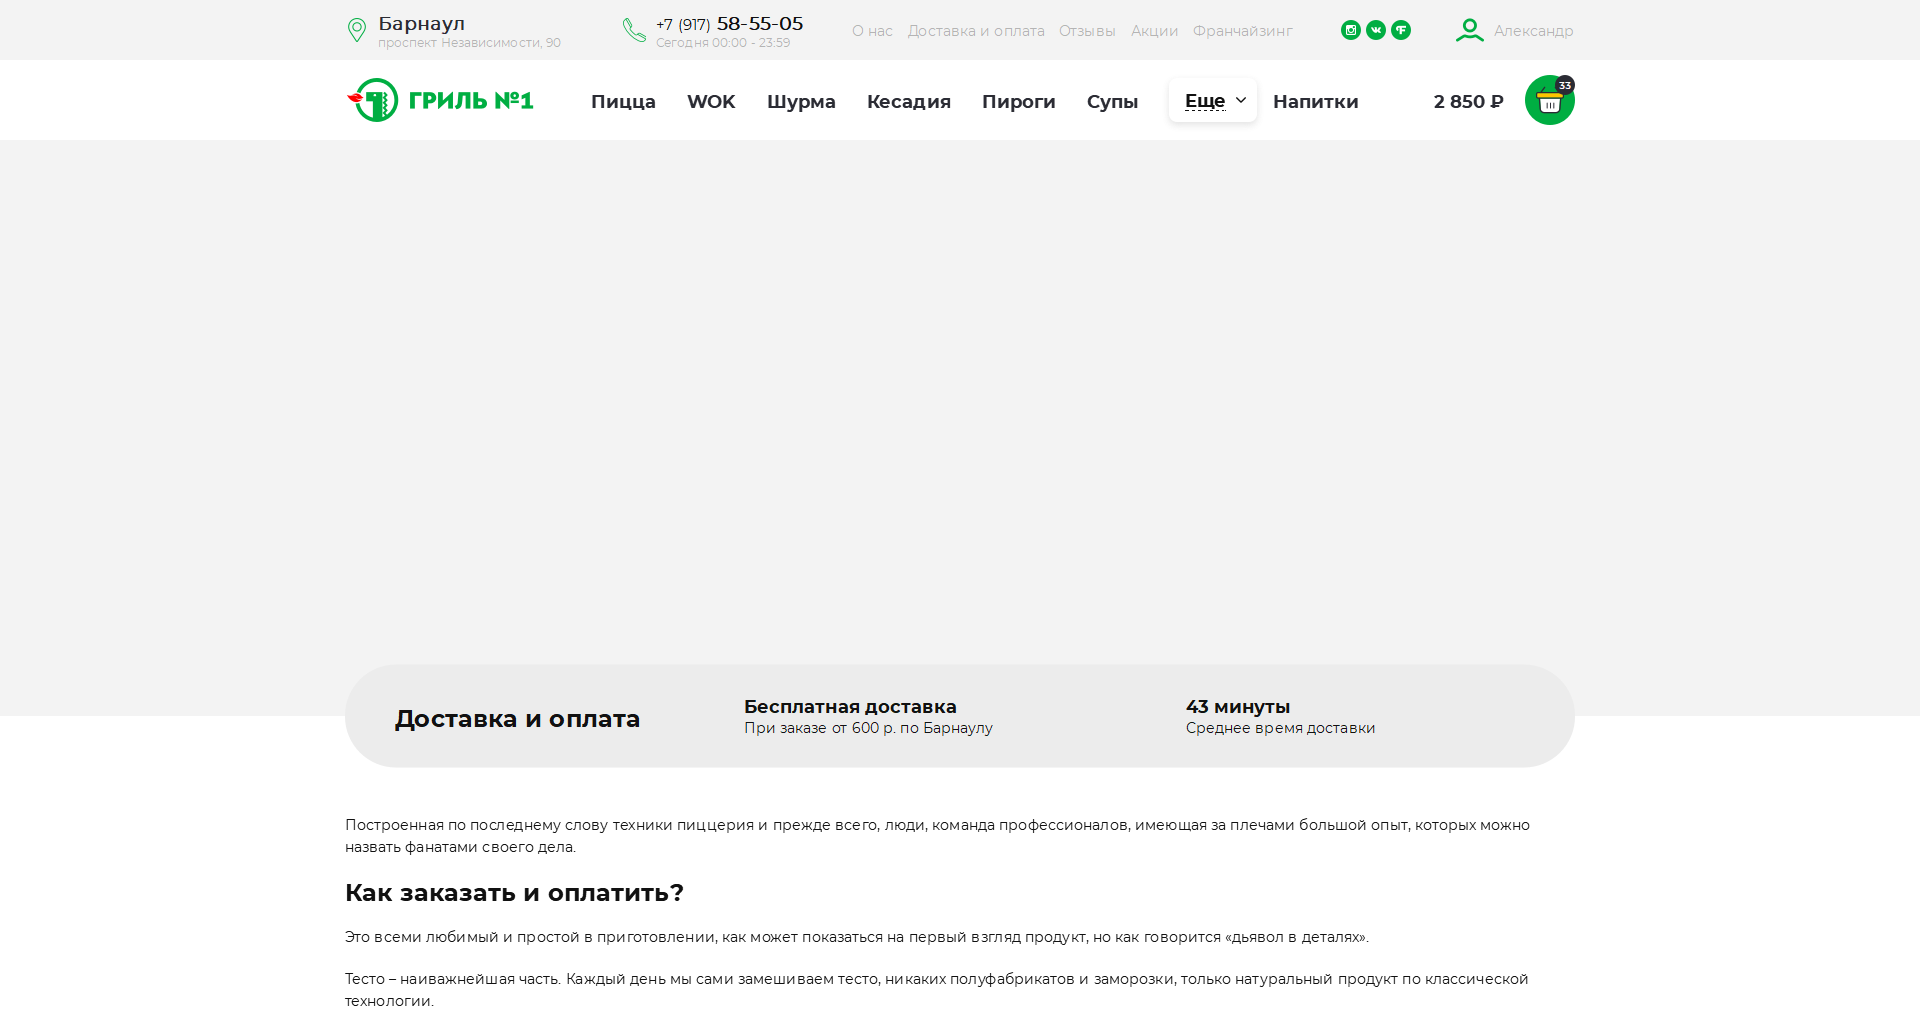 Барнаул
проспект Независимости, 90
+7 (917) 58-55-05
Сегодня 00:00 - 23:59
О нас Доставка и оплата Отзывы Акции Франчайзинг
Александр
ГРИЛЬ №1
Пицца WOK Шурма Кесадия Пироги Супы Еще Напитки
2 850 ₽
33
Доставка и оплата
Бесплатная доставка
При заказе от 600 р. по Барнаулу
43 минуты
Среднее время доставки
Построенная по последнему слову техники пиццерия и прежде всего, люди, команда профессионалов, имеющая за плечами большой опыт, которых можно
назвать фанатами своего дела.
Как заказать и оплатить?
Это всеми любимый и простой в приготовлении, как может показаться на первый взгляд продукт, но как говорится «дьявол в деталях».
Тесто – наиважнейшая часть. Каждый день мы сами замешиваем тесто, никаких полуфабрикатов и заморозки, только натуральный продукт по классической
технологии.